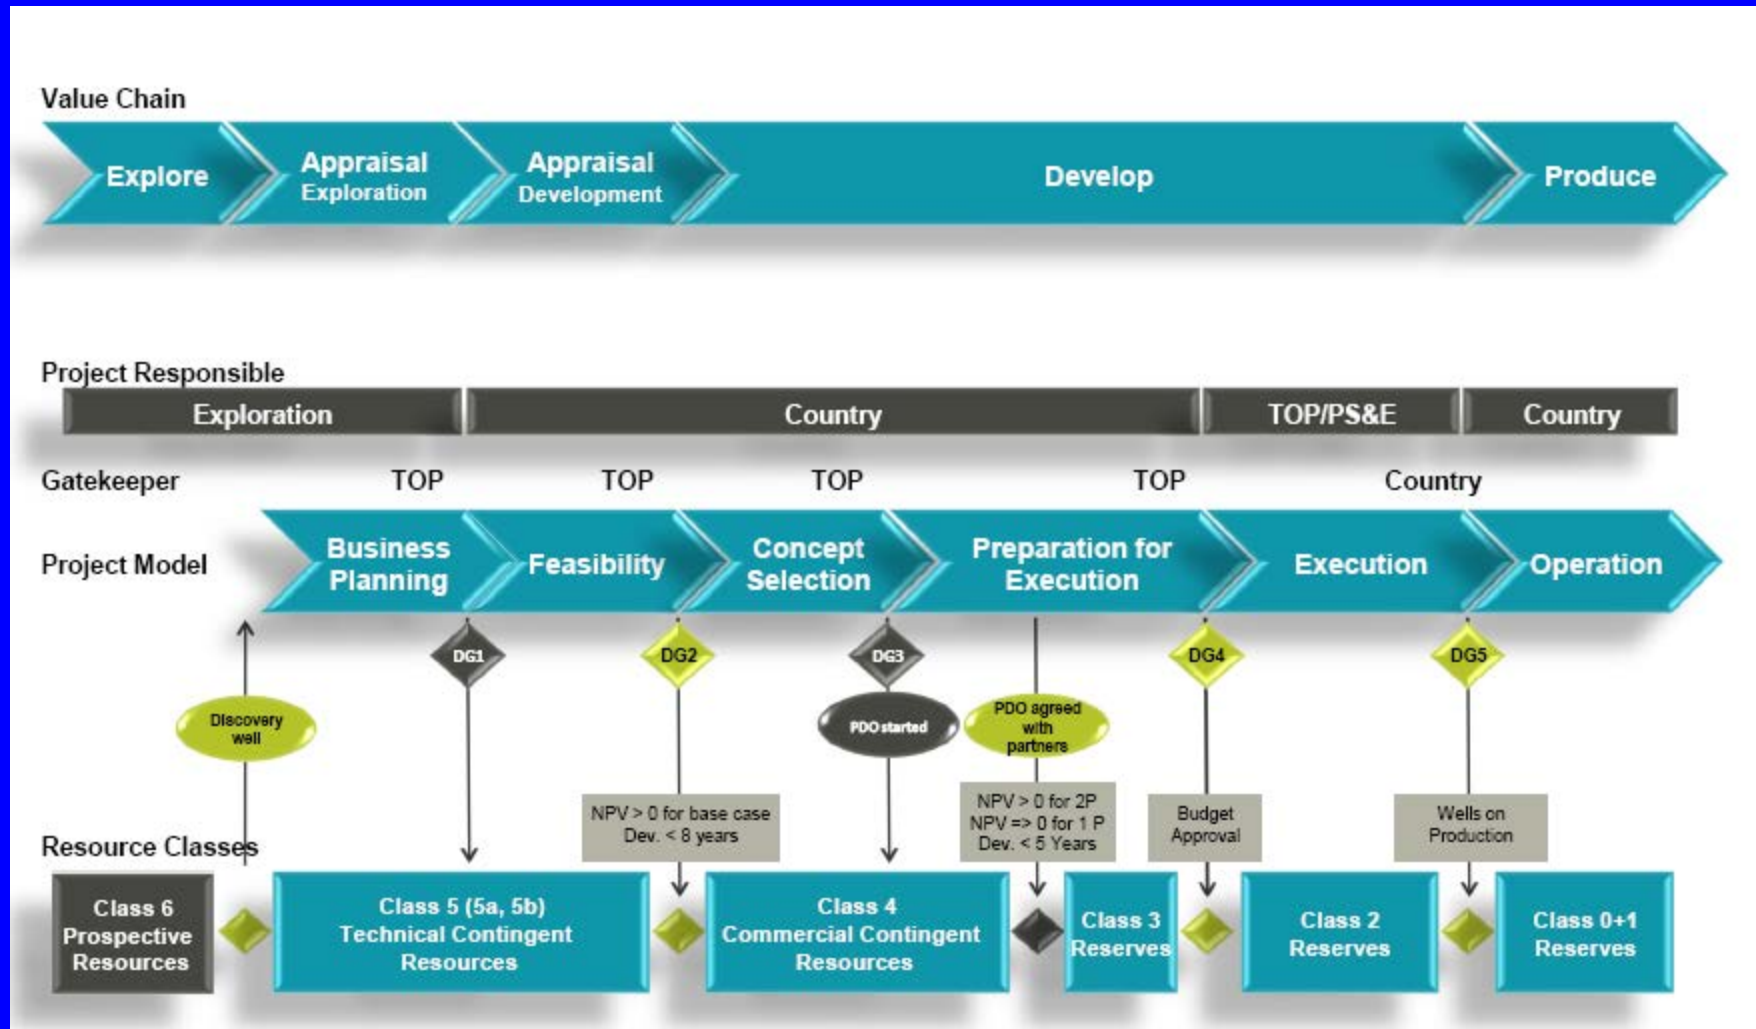 Value Chain
Explore
Appraisal
Exploration
Appraisal
Development
Develop
Produce
Project Responsible
Exploration
Country
TOP/PS&E
Country
Gatekeeper
TOP
TOP
TOP
TOP
Country
Project Model
Business
Planning
Feasibility
Concept
Selection
Preparation for
Execution
Execution
Operation
DG1
DG2
DG3
DG4
DG5
Discovery
well
PDO started
PDO agreed
with
partners
NPV > 0 for base case
Dev. < 8 years
NPV > 0 for 2P
NPV => 0 for 1 P
Dev. < 5 Years
Budget
Approval
Wells on
Production
Resource Classes
Class 6
Prospective
Resources
Class 5 (5a, 5b)
Technical Contingent
Resources
Class 4
Commercial Contingent
Resources
Class 3
Reserves
Class 2
Reserves
Class 0+1
Reserves